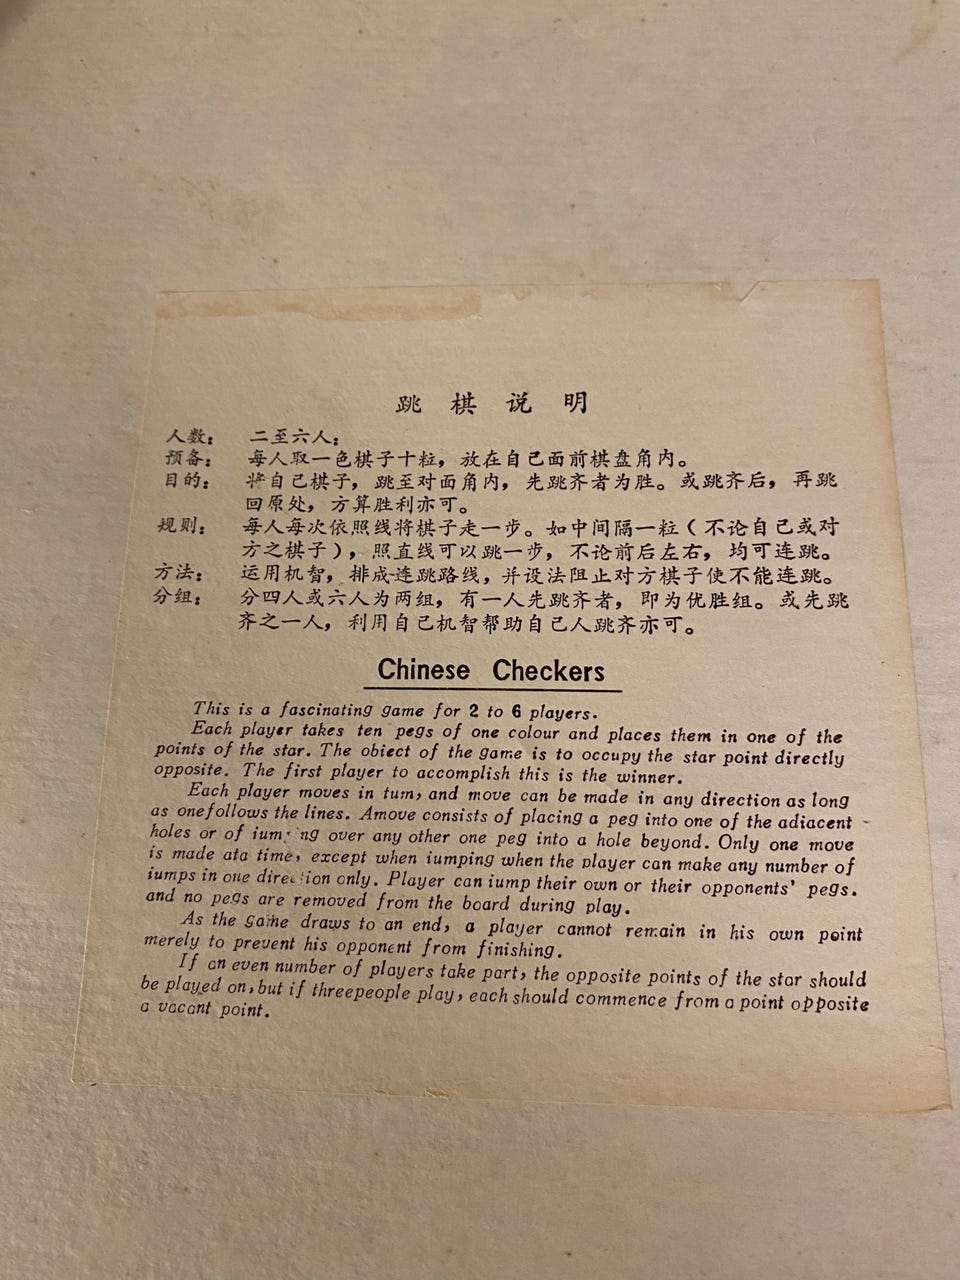 跳棋说明
人数： 二至六人；
预备： 每人取一色棋子十粒，放在自己面前棋盘角内。
目的： 将自己棋子，跳至对面角内，先跳齐者为胜。或跳齐后，再跳
回原处，方算胜利亦可。
规则： 每人每次依照线将棋子走一步。如中间隔一粒（不论自己或对
方之棋子），照直线可以跳一步，不论前后左右，均可连跳。
方法： 运用机智，排成连跳路线，并设法阻止对方棋子使不能连跳。
分组： 分四人或六人为两组，有一人先跳齐者，即为优胜组。或先跳
齐之一人，利用自己机智帮助自己人跳齐亦可。
Chinese Checkers
This is a fascinating game for 2 to 6 players.
Each player takes ten pegs of one colour and places them in one of the
points of the star. The obiect of the game is to occupy the star point directly
opposite. The first player to accomplish this is the winner.
Each player moves in tum, and move can be made in any direction as long
as onefollows the lines. Amove consists of placing a peg into one of the adiacent
holes or of ium ng over any other one peg into a hole beyond. Only one move
is made ata time, except when iumping when the player can make any number of
iumps in one direction only. Player can iump their own or their opponents' pegs.
and no pegs are removed from the board during play.
As the game draws to an end, a player cannot remain in his own point
merely to prevent his opponent from finishing.
If an even number of players take part, the opposite points of the star should
be played on, but if threepeople play, each should commence from a point opposite
a vacant point.